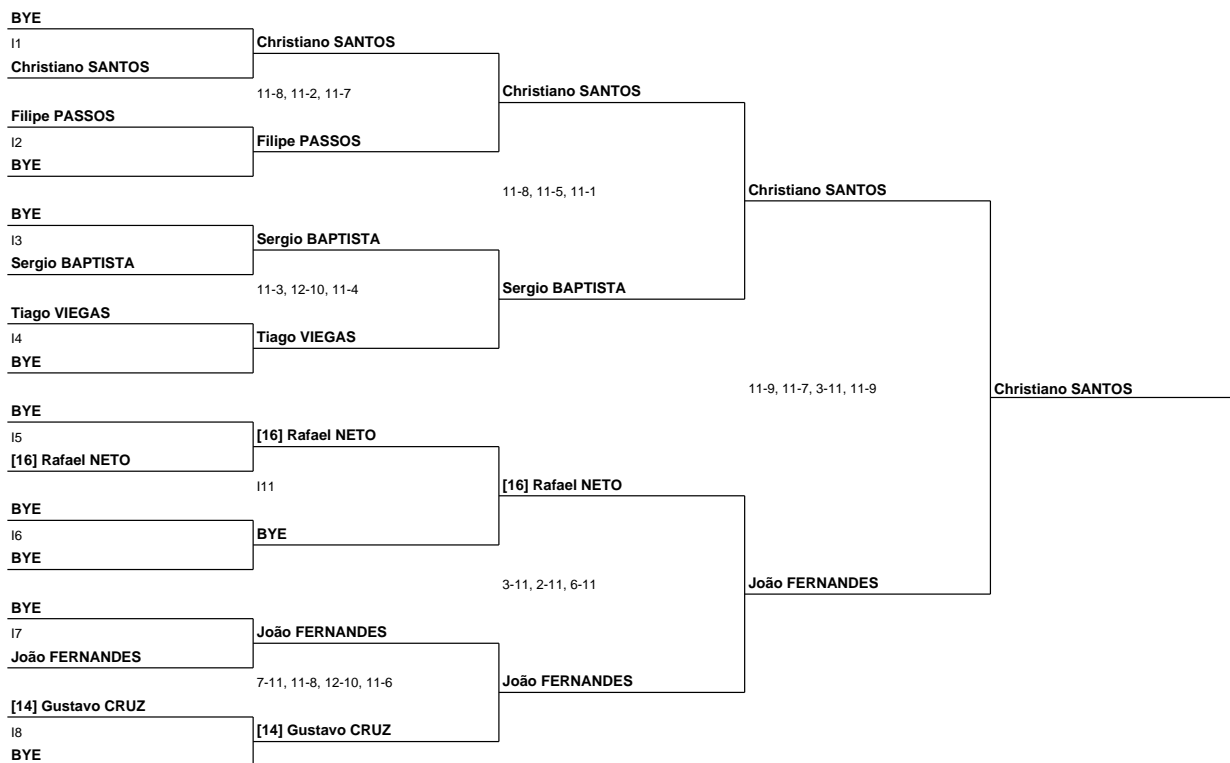 BYE
I1
Christiano SANTOS
Christiano SANTOS
11-8, 11-2, 11-7
Christiano SANTOS
Filipe PASSOS
I2
Filipe PASSOS
BYE
11-8, 11-5, 11-1
Christiano SANTOS
BYE
I3
Sergio BAPTISTA
Sergio BAPTISTA
11-3, 12-10, 11-4
Sergio BAPTISTA
Tiago VIEGAS
I4
Tiago VIEGAS
BYE
11-9, 11-7, 3-11, 11-9
Christiano SANTOS
BYE
I5
[16] Rafael NETO
[16] Rafael NETO
I11
[16] Rafael NETO
BYE
I6
BYE
BYE
3-11, 2-11, 6-11
João FERNANDES
BYE
I7
João FERNANDES
João FERNANDES
7-11, 11-8, 12-10, 11-6
João FERNANDES
[14] Gustavo CRUZ
I8
[14] Gustavo CRUZ
BYE